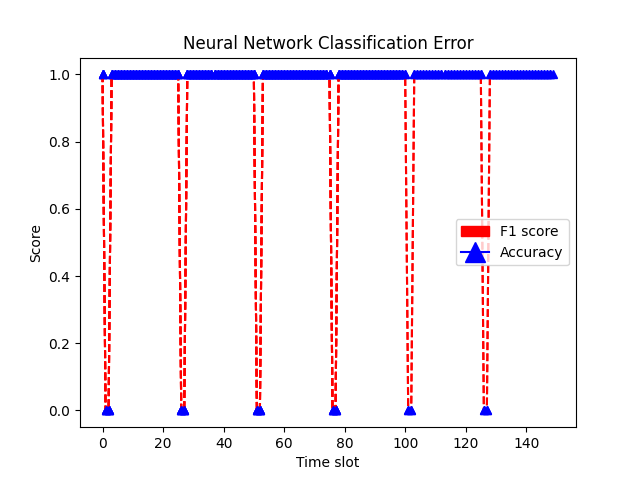 Neural Network Classification Error
1.0
0.8
0.6
0.4
0.2
0.0
Score
F1 score
Accuracy
0 20 40 60 80 100 120 140
Time slot